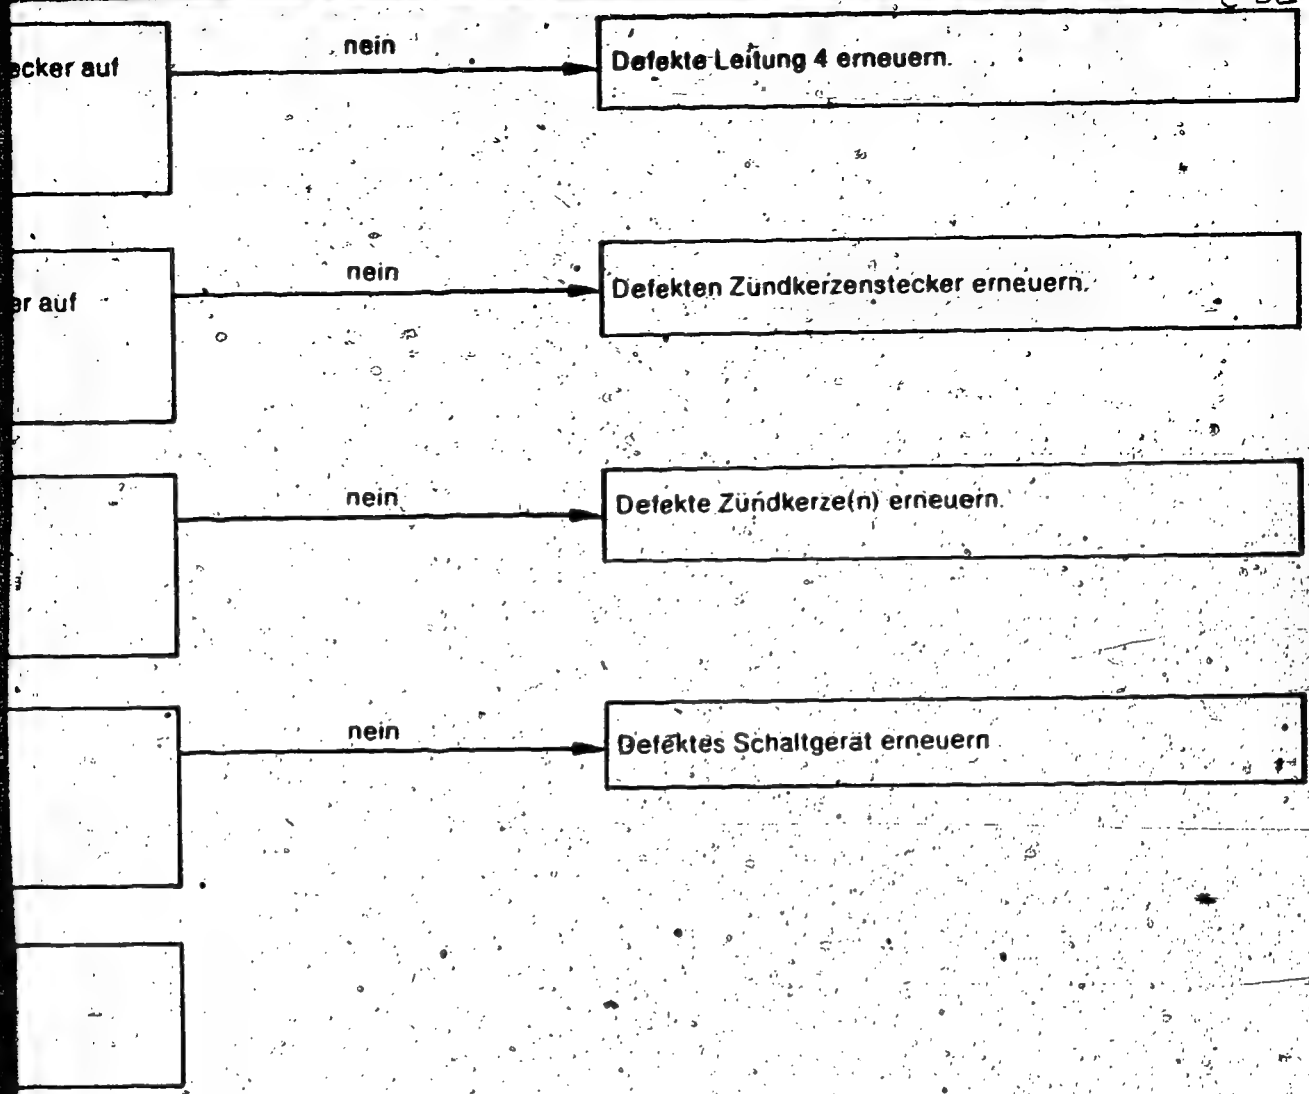 nein
Defekte Leitung 4 erneuern.
ecker auf
nein
Defekten Zündkerzenstecker erneuern.
er auf
nein
Defekte Zündkerze(n) erneuern.
nein
Defektes Schaltgerät erneuern